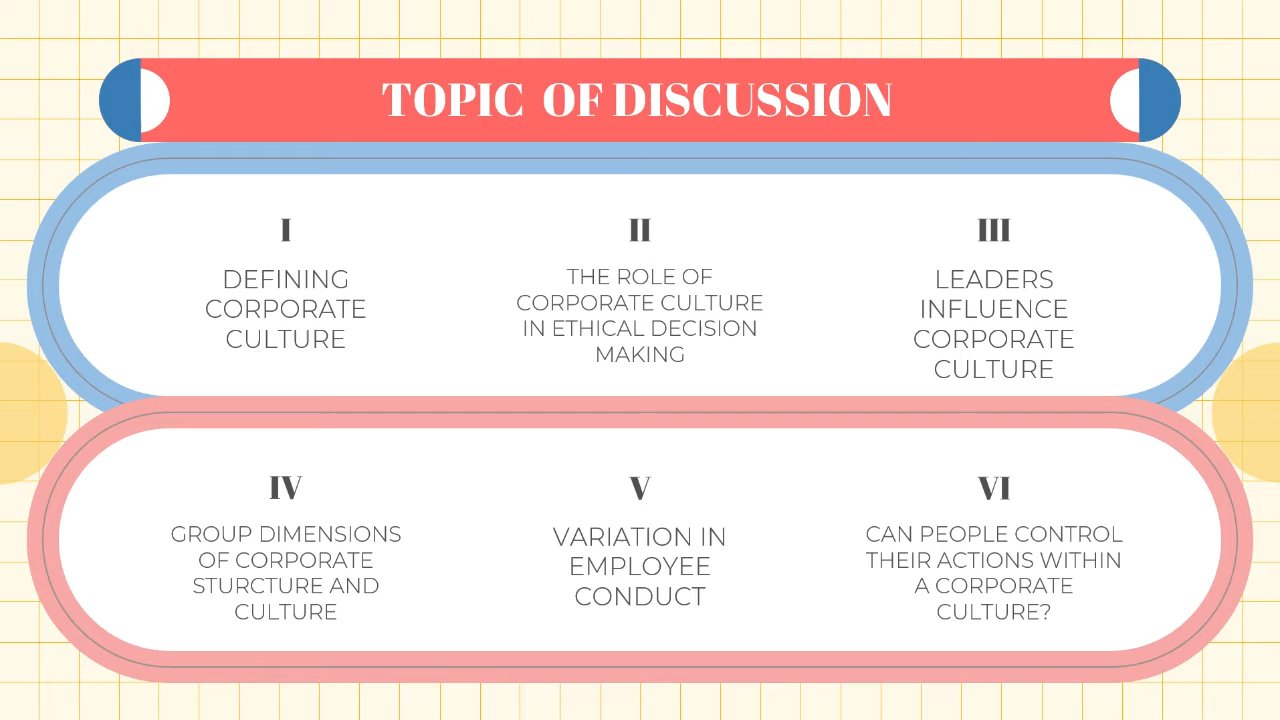 TOPIC OF DISCUSSION
I
DEFINING
CORPORATE
CULTURE
II
THE ROLE OF
CORPORATE CULTURE
IN ETHICAL DECISION
MAKING
III
LEADERS
INFLUENCE
CORPORATE
CULTURE
IV
GROUP DIMENSIONS
OF CORPORATE
STURCTURE AND
CULTURE
V
VARIATION IN
EMPLOYEE
CONDUCT
VI
CAN PEOPLE CONTROL
THEIR ACTIONS WITHIN
A CORPORATE
CULTURE?